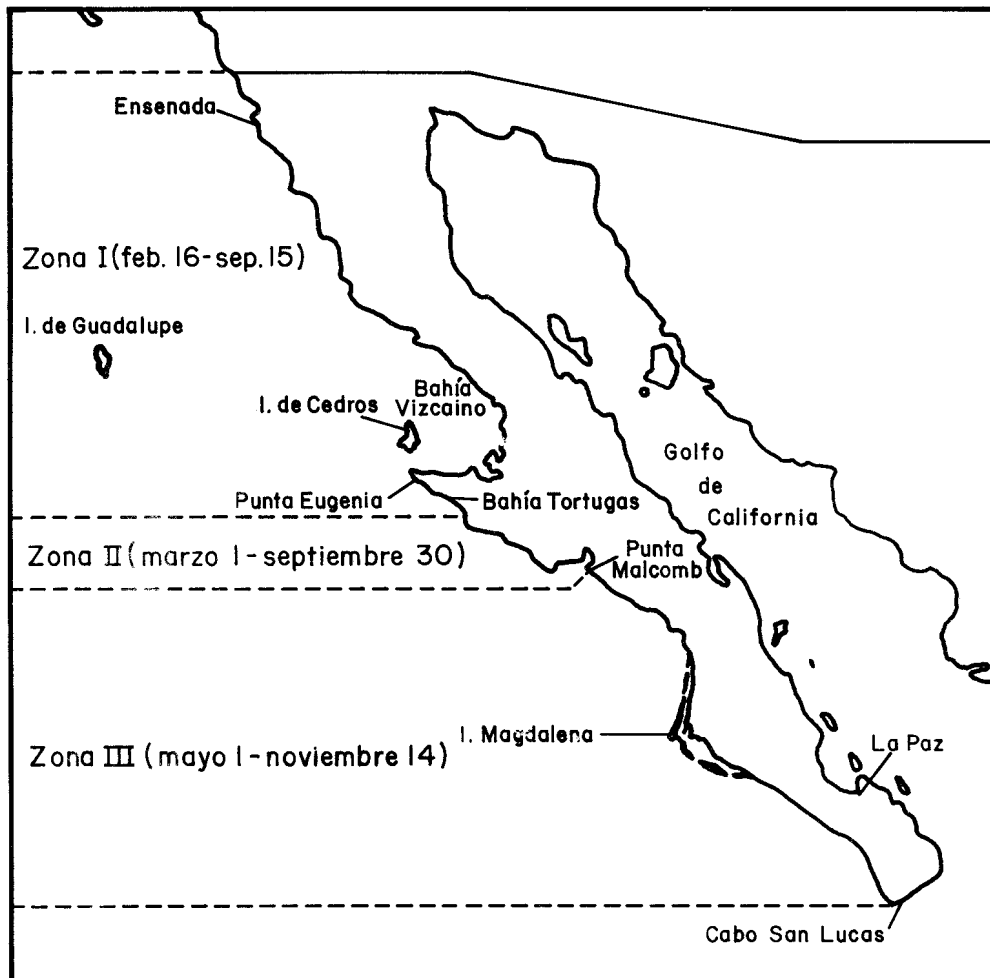 Ensenada
Zona I (feb. 16-sep. 15)
I. de Guadalupe
Bahía
Vizcaino
I. de Cedros
Golfo
de
California
Punta Eugenia
Bahía Tortugas
Zona II (marzo 1-septiembre 30)
Punta
Malcomb
I. Magdalena
Zona III (mayo 1-noviembre 14)
La Paz
Cabo San Lucas